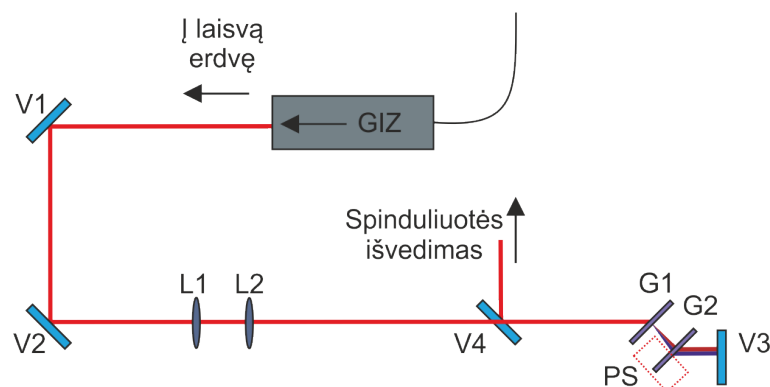 Į laisvą
erdvę
V1
GIZ
Spinduliuotės
išvedimas
L1
L2
G1
G2
V2
V4
V3
PS